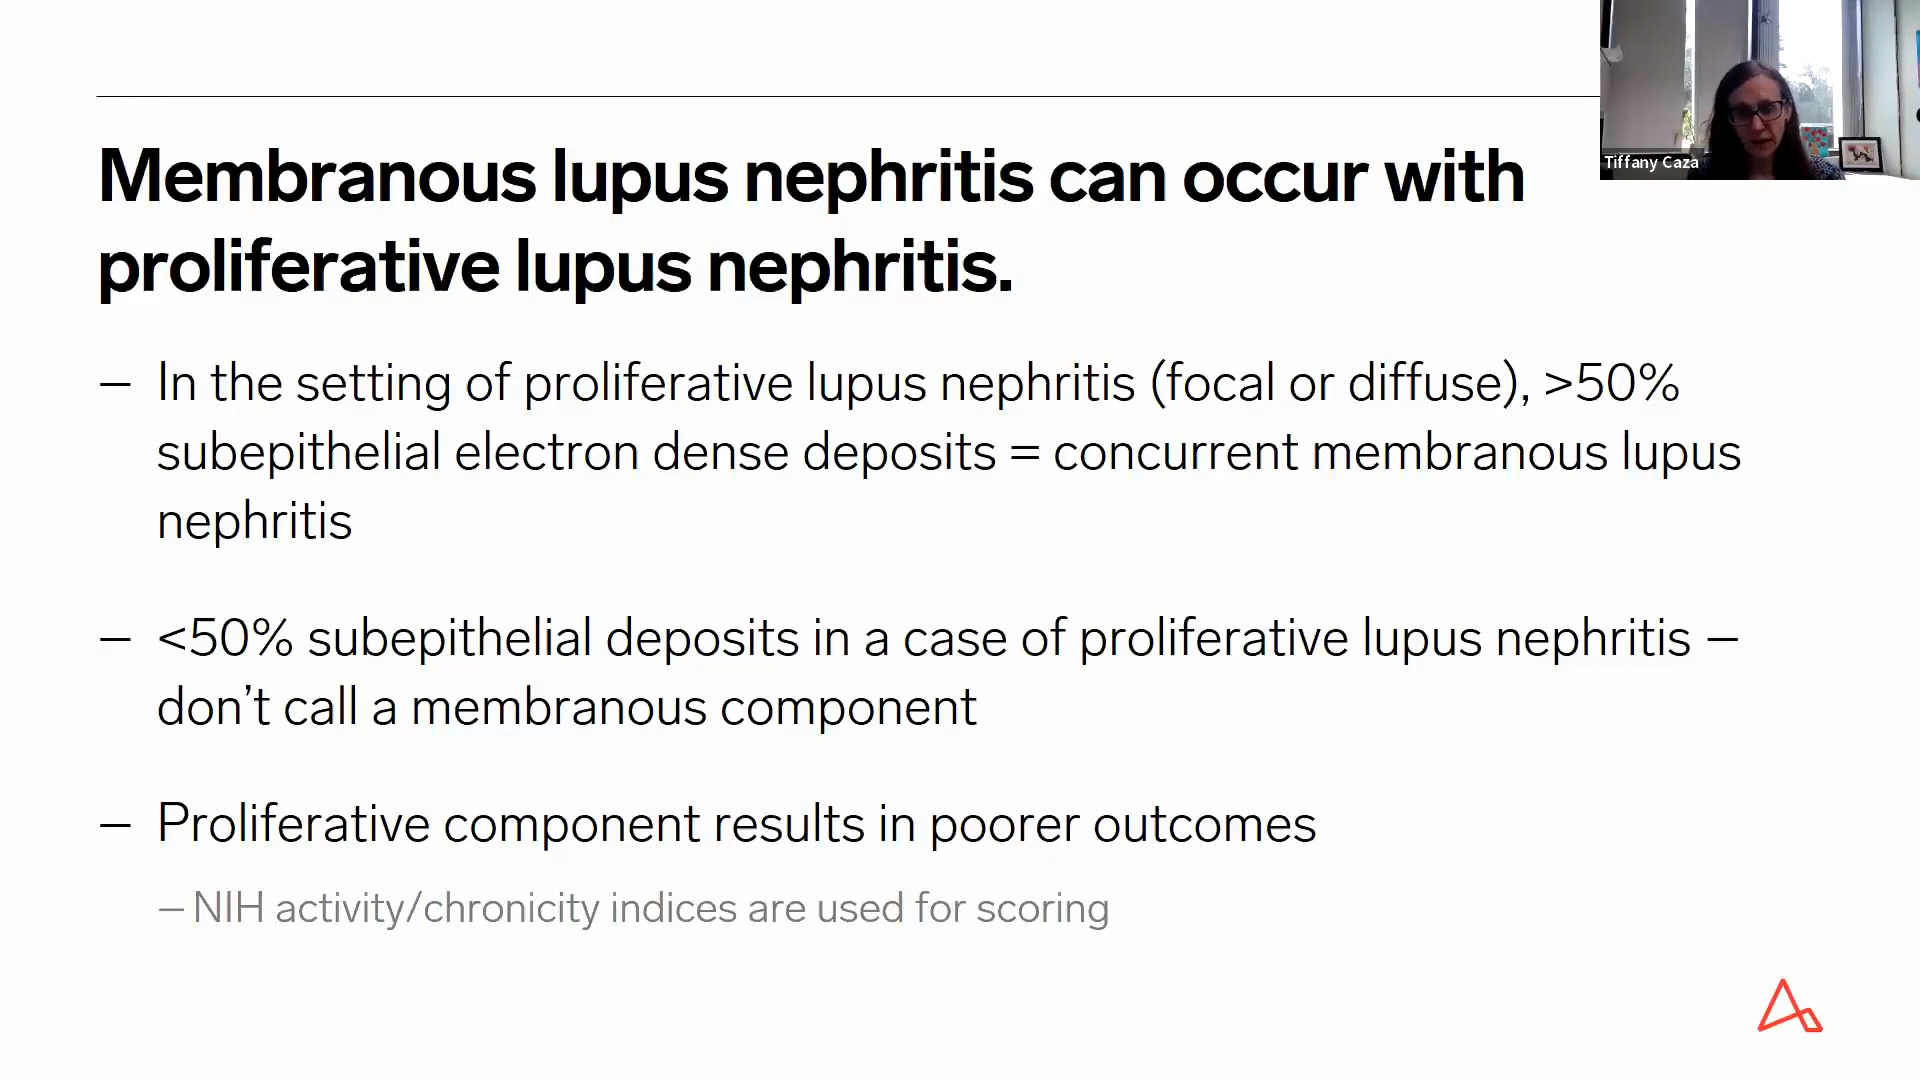 Tiffany Caza
Membranous lupus nephritis can occur with
proliferative lupus nephritis.
– In the setting of proliferative lupus nephritis (focal or diffuse), >50%
subepithelial electron dense deposits = concurrent membranous lupus
nephritis
– <50% subepithelial deposits in a case of proliferative lupus nephritis –
don’t call a membranous component
– Proliferative component results in poorer outcomes
– NIH activity/chronicity indices are used for scoring